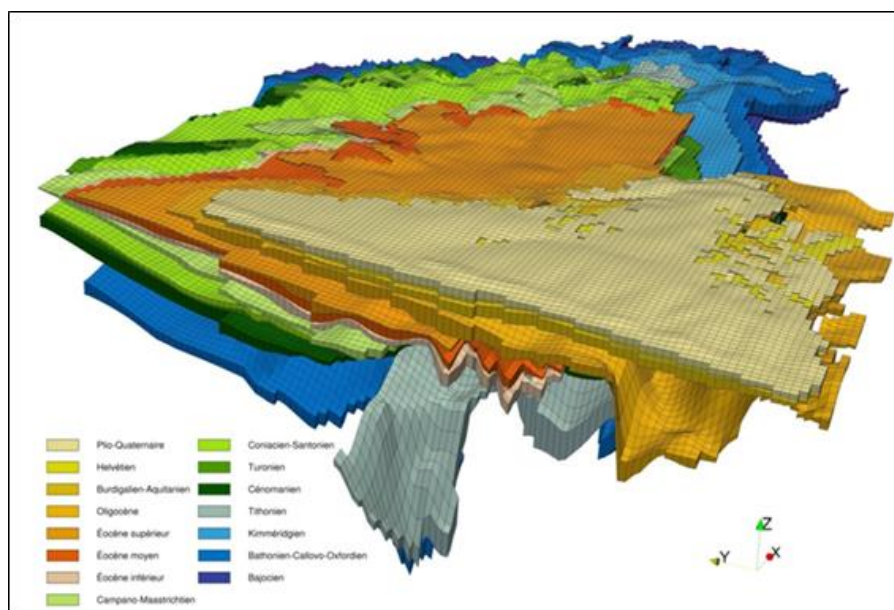 Plio-Quaternaire
Helvétien
Burdigalien-Aquitanien
Oligocène
Éocène supérieur
Éocène moyen
Éocène inférieur
Campano-Maastrichtien
Coniacien-Santonien
Turonien
Cénomanien
Tithonien
Kimméridgien
Bathonien-Callovo-Oxfordien
Bajocien
Z
Y
X